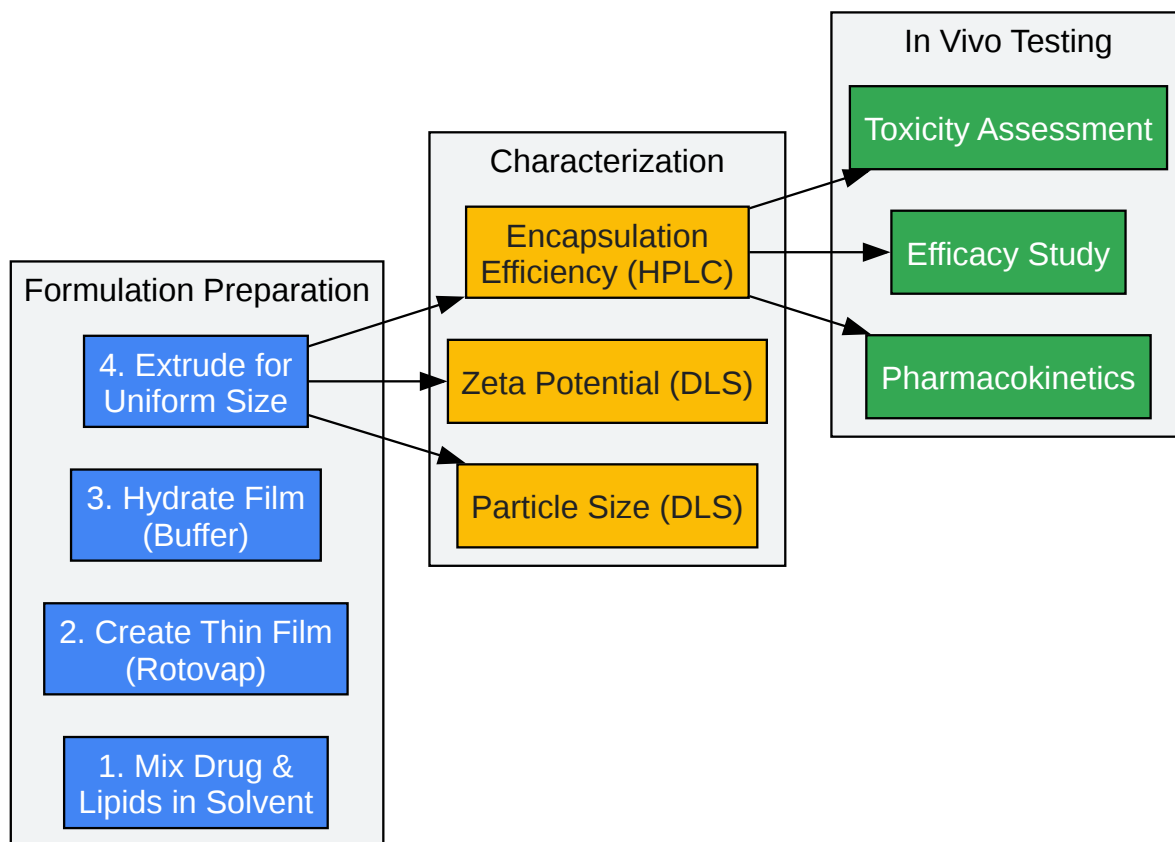 Formulation Preparation
4. Extrude for
Uniform Size
3. Hydrate Film
(Buffer)
2. Create Thin Film
(Rotovap)
1. Mix Drug &
Lipids in Solvent
Characterization
Encapsulation
Efficiency (HPLC)
Zeta Potential (DLS)
Particle Size (DLS)
In Vivo Testing
Toxicity Assessment
Efficacy Study
Pharmacokinetics